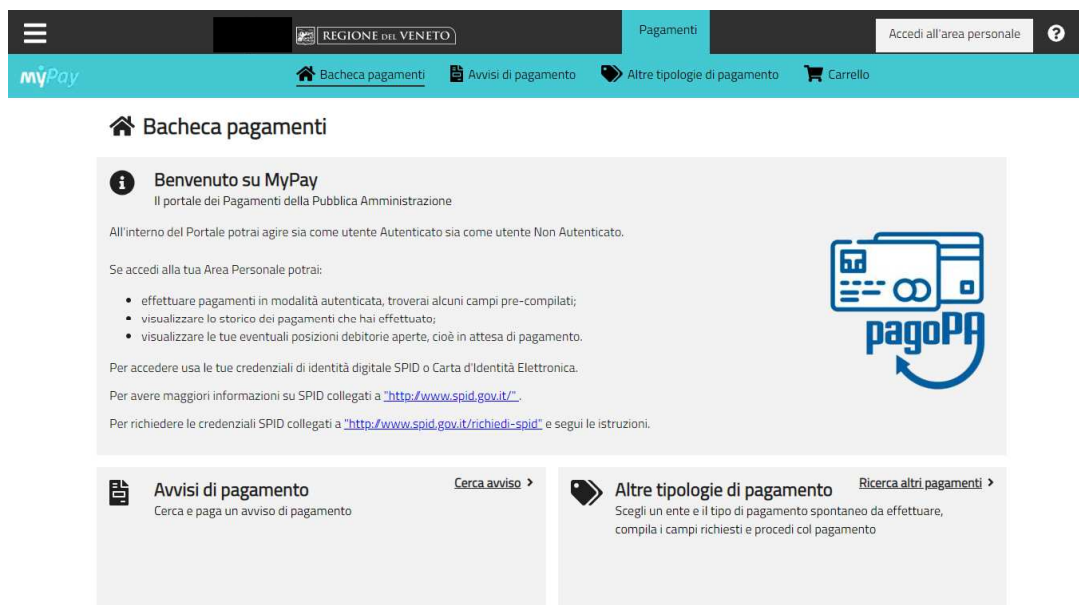 REGIONE DEL VENETO
Pagamenti
Accedi all'area personale
?
myPay
Bacheca pagamenti
Avvisi di pagamento
Altre tipologie di pagamento
Carrello
Bacheca pagamenti
Benvenuto su MyPay
Il portale dei Pagamenti della Pubblica Amministrazione
All'interno del Portale potrai agire sia come utente Autenticato sia come utente Non Autenticato.
Se accedi alla tua Area Personale potrai:
• effettuare pagamenti in modalità autenticata, troverai alcuni campi pre-compilati;
• visualizzare lo storico dei pagamenti che hai effettuato;
• visualizzare le tue eventuali posizioni debitorie aperte, cioè in attesa di pagamento.
Per accedere usa le tue credenziali di identità digitale SPID o Carta d'Identità Elettronica.
Per avere maggiori informazioni su SPID collegati a "http://www.spid.gov.it/" .
Per richiedere le credenziali SPID collegati a "http://www.spid.gov.it/richiedi-spid" e segui le istruzioni.
pagoPA
Avvisi di pagamento
Cerca avviso >
Cerca e paga un avviso di pagamento
Altre tipologie di pagamento
Ricerca altri pagamenti >
Scegli un ente e il tipo di pagamento spontaneo da effettuare,
compila i campi richiesti e procedi col pagamento